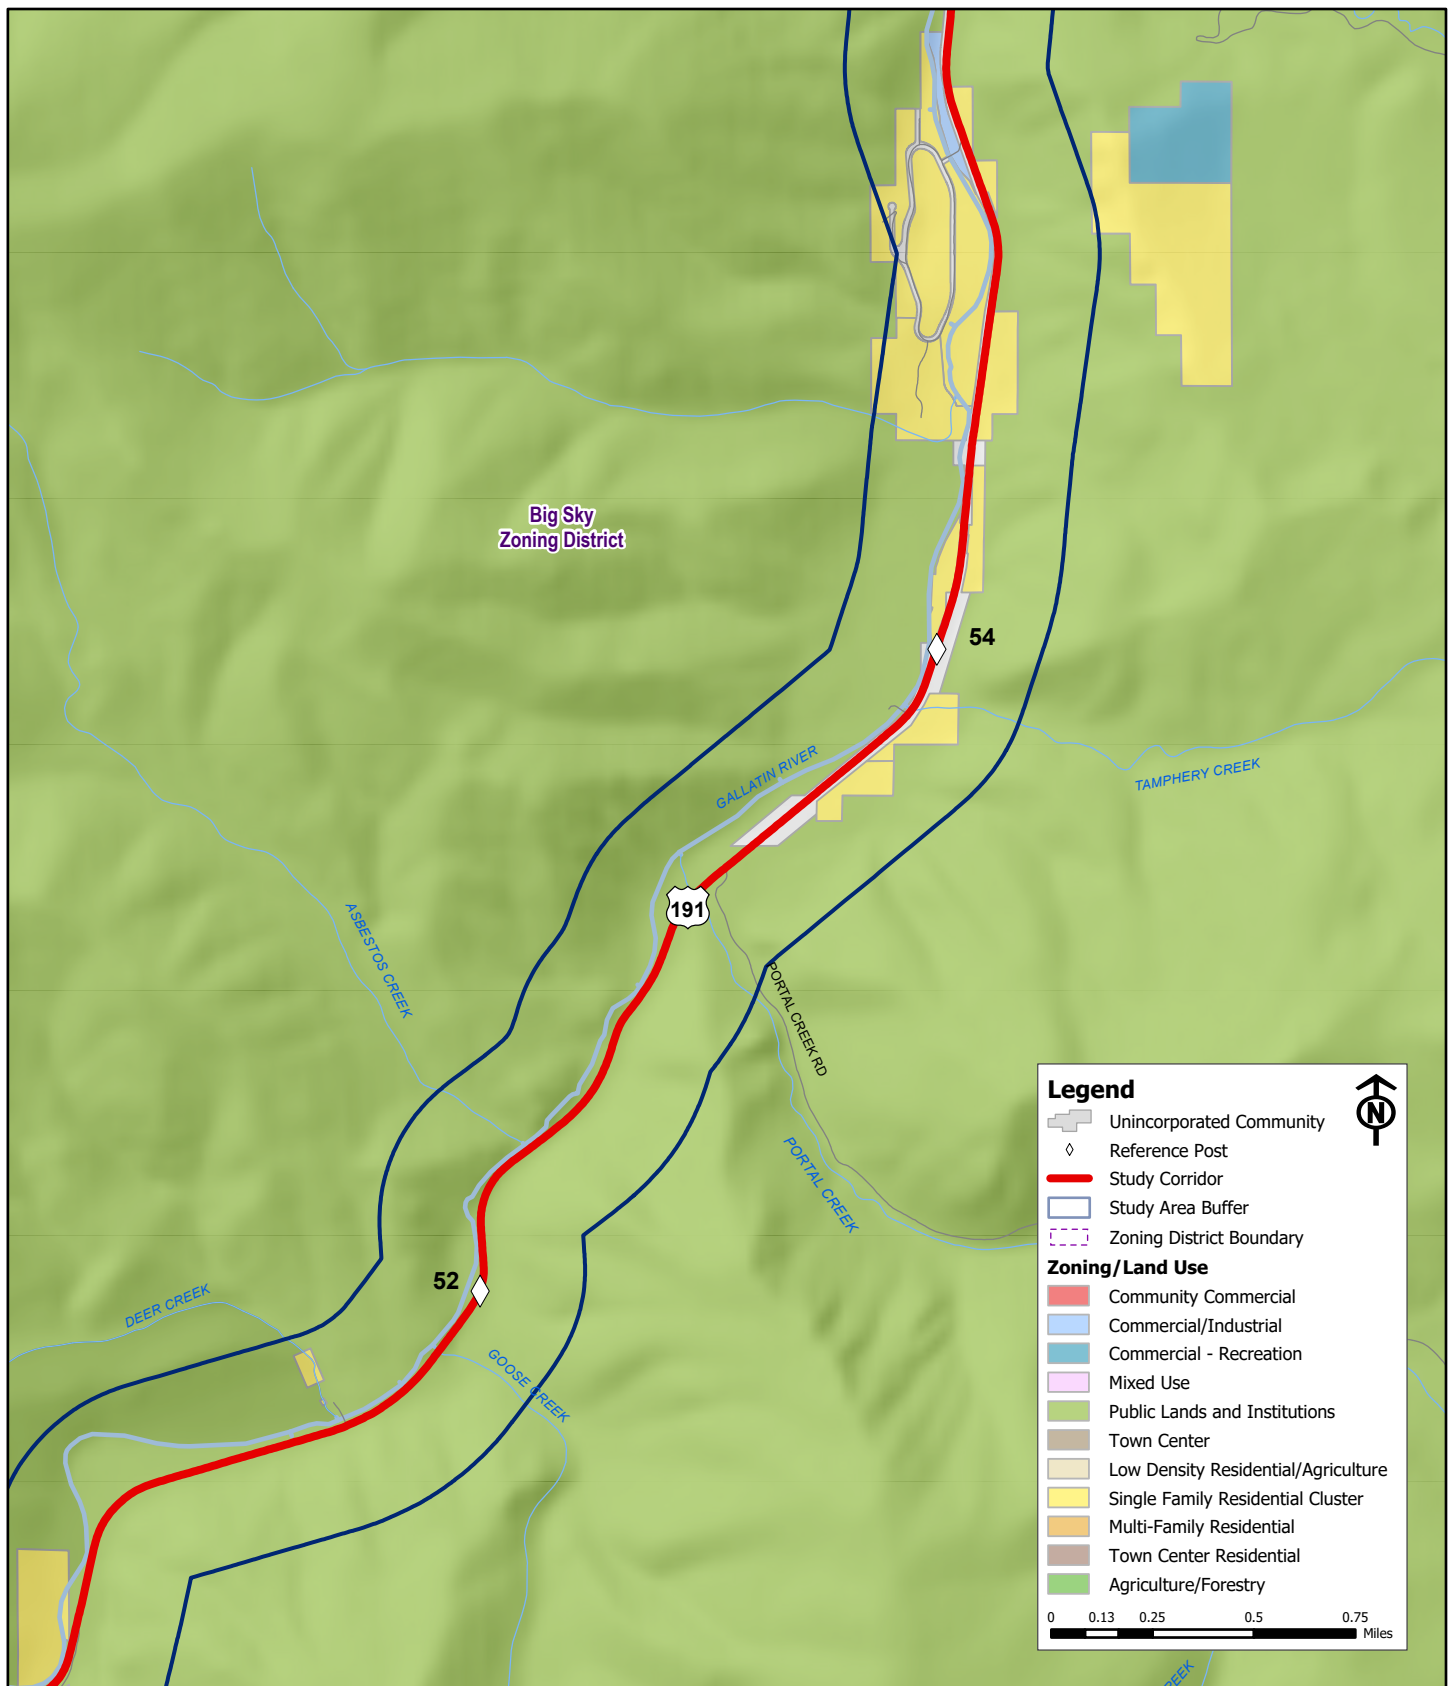 Big Sky
Zoning District
54
GALLATIN RIVER
TAMPHERY CREEK
191
ASBESTOS CREEK
PORTAL CREEK RD
PORTAL CREEK
52
DEER CREEK
GOOSE CREEK
Legend
N
Unincorporated Community
Reference Post
Study Corridor
Study Area Buffer
Zoning District Boundary
Zoning/Land Use
Community Commercial
Commercial/Industrial
Commercial - Recreation
Mixed Use
Public Lands and Institutions
Town Center
Low Density Residential/Agriculture
Single Family Residential Cluster
Multi-Family Residential
Town Center Residential
Agriculture/Forestry
0 0.13 0.25 0.5 0.75
Miles